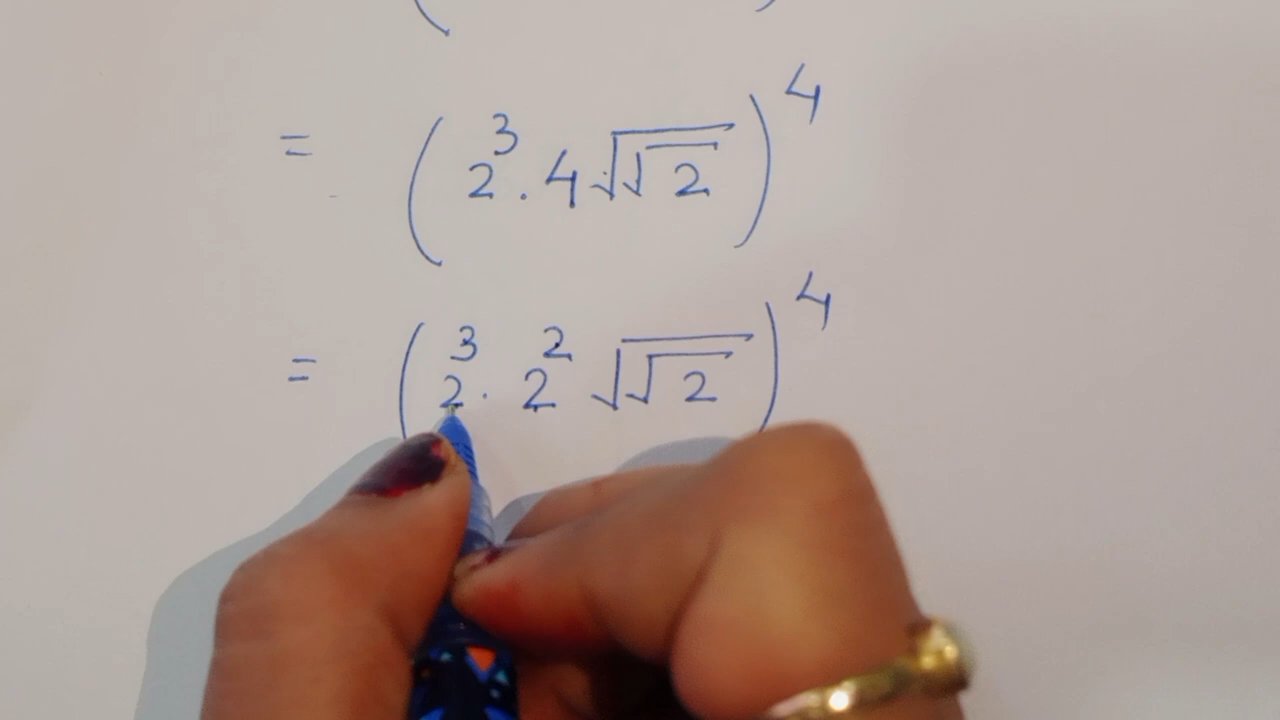 = (2³ . 4√√2)⁴
= (2³ . 2²√√2)⁴